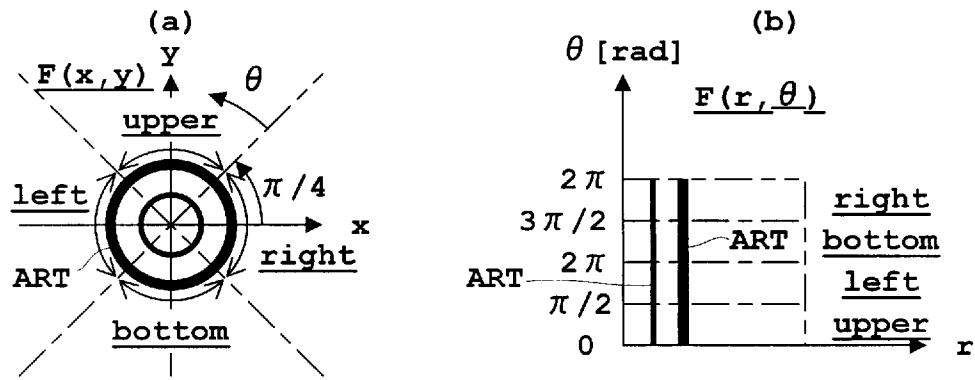 (a)
y
F(x,y)
θ
upper
π/4
left
x
right
ART
bottom
(b)
θ [rad]
F(r,θ)
2π
right
3π/2
ART
bottom
2π
ART
left
π/2
upper
0
r